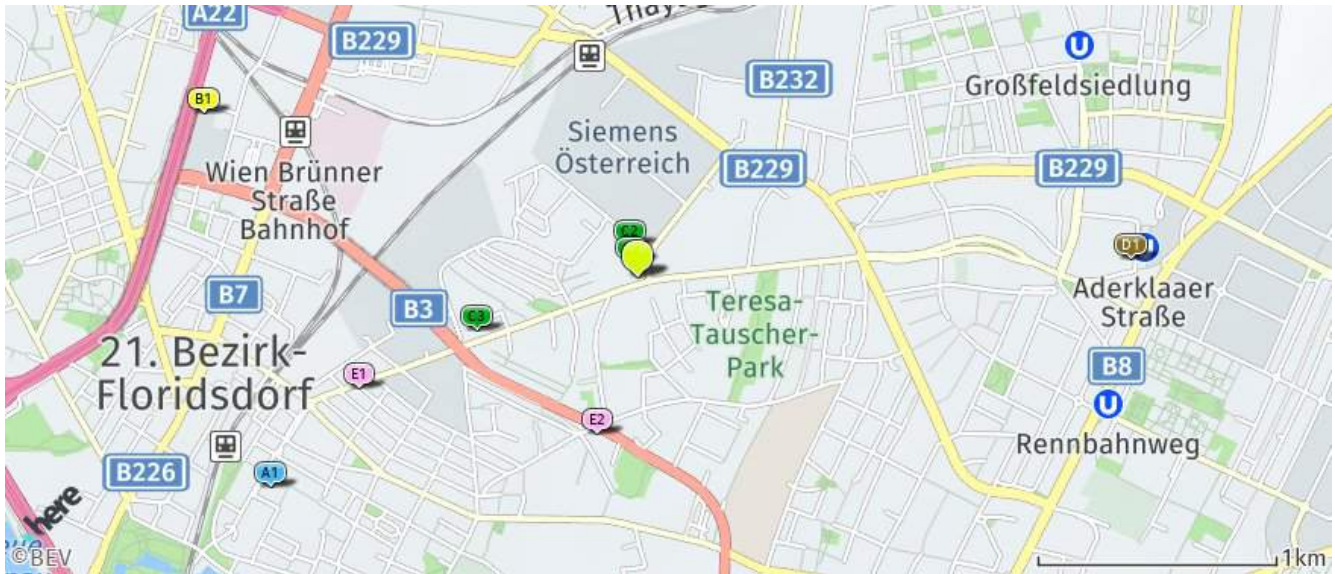 A22
B229
Großfeldsiedlung
B232
B1
Siemens
Österreich
Wien Brünner
Straße
Bahnhof
B229
B229
C2
D1
Aderklaaer
Straße
B7
B3
C3
Teresa-
Tauscher-
Park
21. Bezirk-
Floridsdorf
E1
B8
E2
Rennbahnweg
B226
A1
here
©BEV
1km